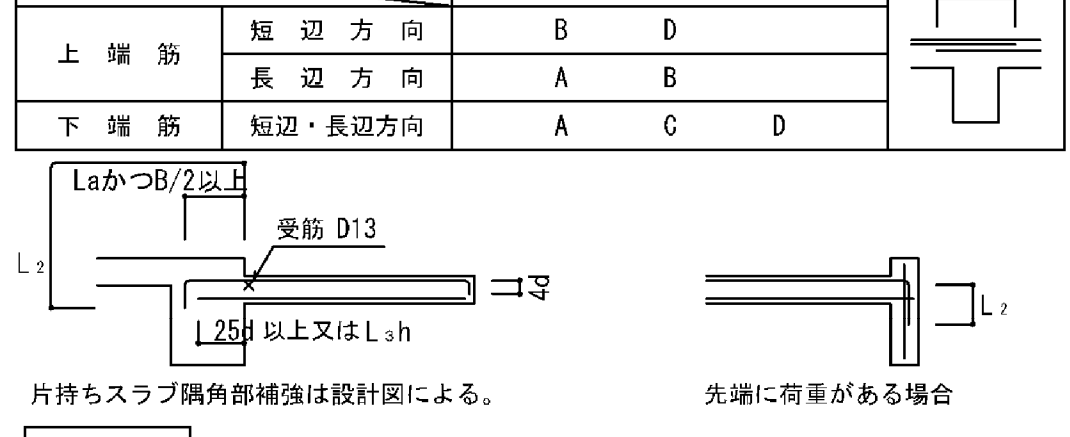 上端筋 短辺方向 B D
長辺方向 A B
下端筋 短辺・長辺方向 A C D
LaかつB/2以上
受筋 D13
L2
4d
25d 以上又はL3h
L2
片持ちスラブ隅角部補強は設計図による。
先端に荷重がある場合